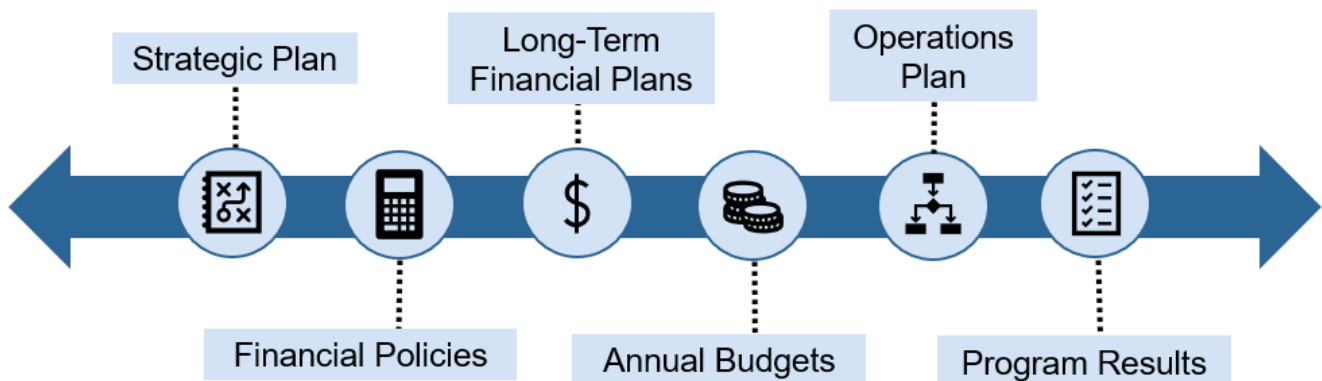 Strategic Plan
Long-Term
Financial Plans
Operations
Plan
Financial Policies
Annual Budgets
Program Results